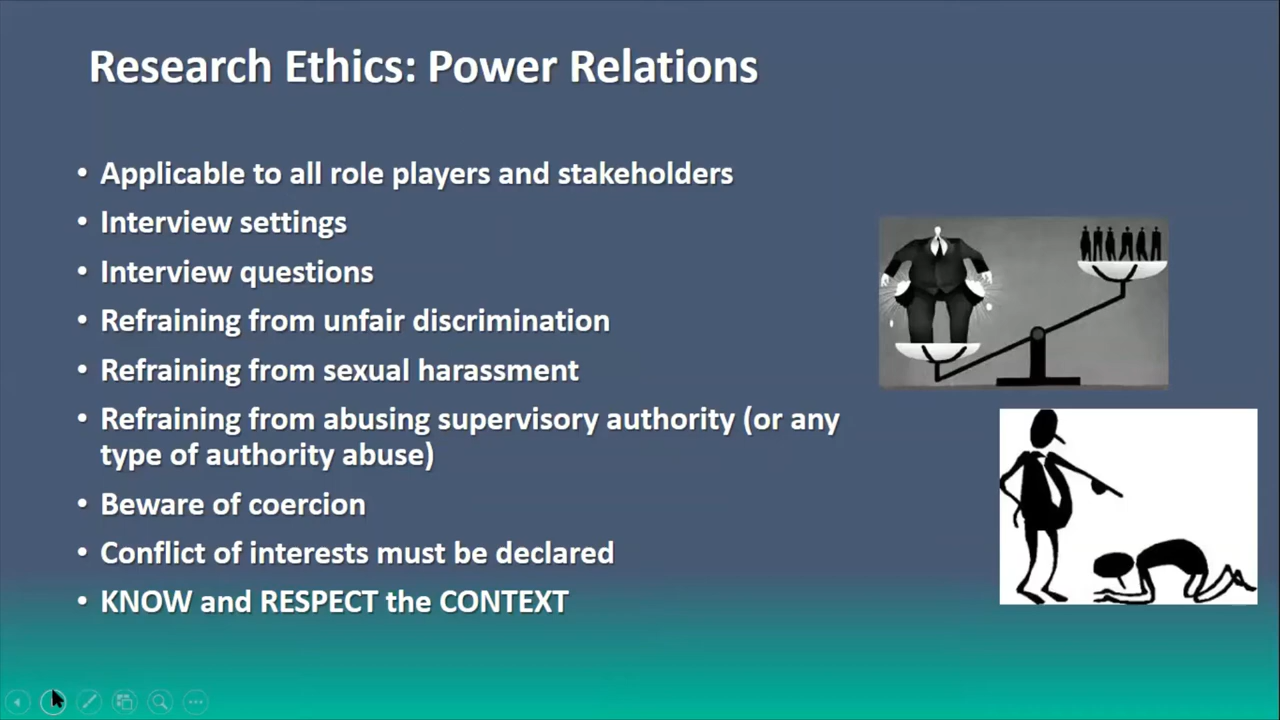 Research Ethics: Power Relations
• Applicable to all role players and stakeholders
• Interview settings
• Interview questions
• Refraining from unfair discrimination
• Refraining from sexual harassment
• Refraining from abusing supervisory authority (or any
type of authority abuse)
• Beware of coercion
• Conflict of interests must be declared
• KNOW and RESPECT the CONTEXT